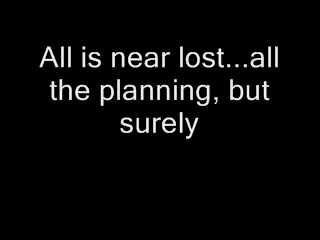 All is near lost...all
the planning, but
surely